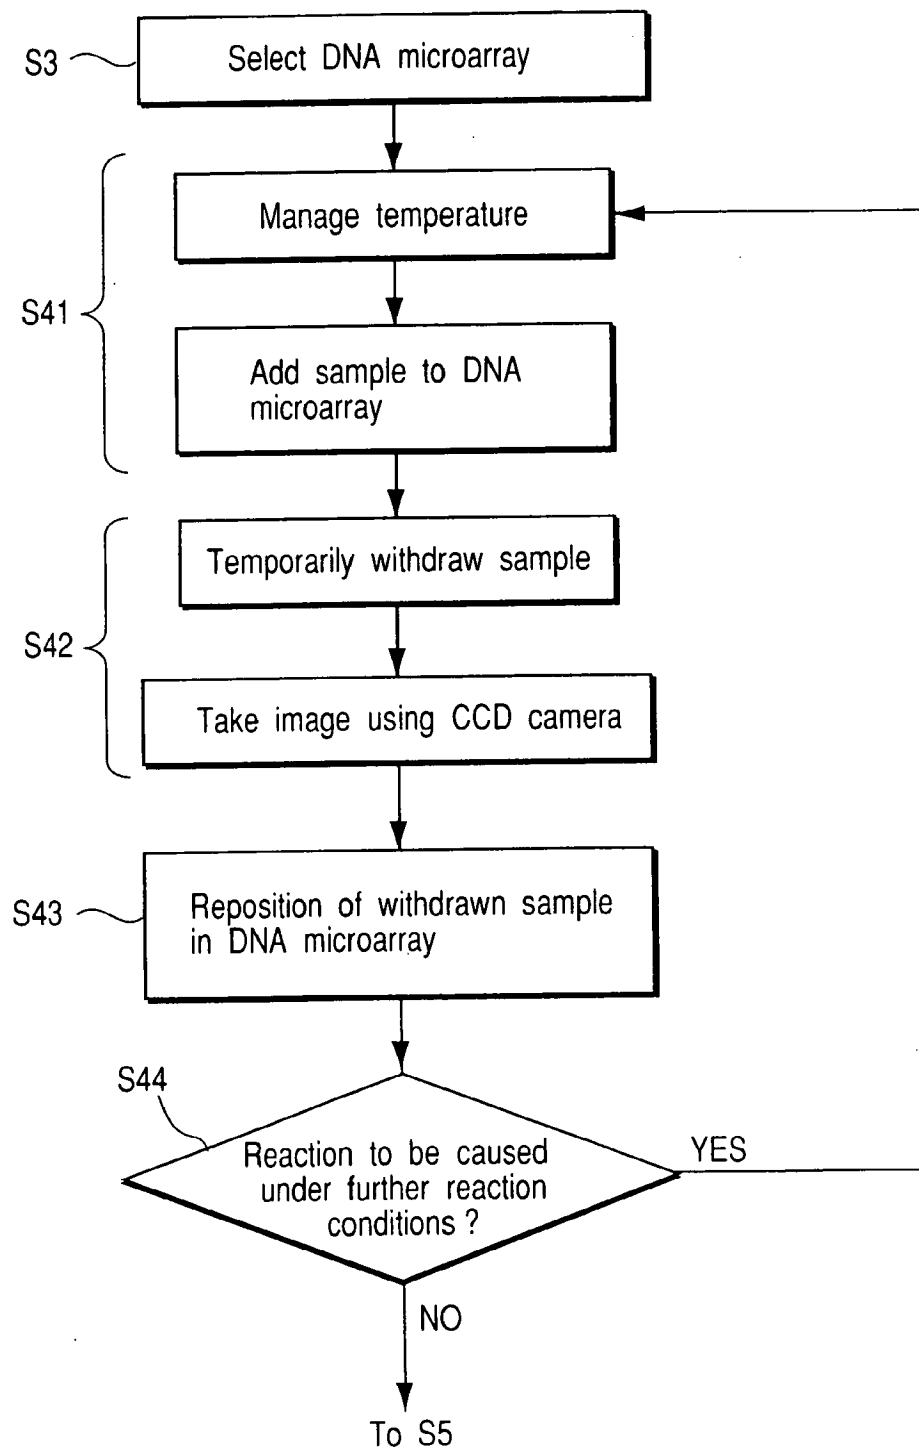 S3
Select DNA microarray
Manage temperature
S41
Add sample to DNA
microarray
Temporarily withdraw sample
S42
Take image using CCD camera
S43
Reposition of withdrawn sample
in DNA microarray
S44
Reaction to be caused
under further reaction
conditions ?
YES
NO
To S5